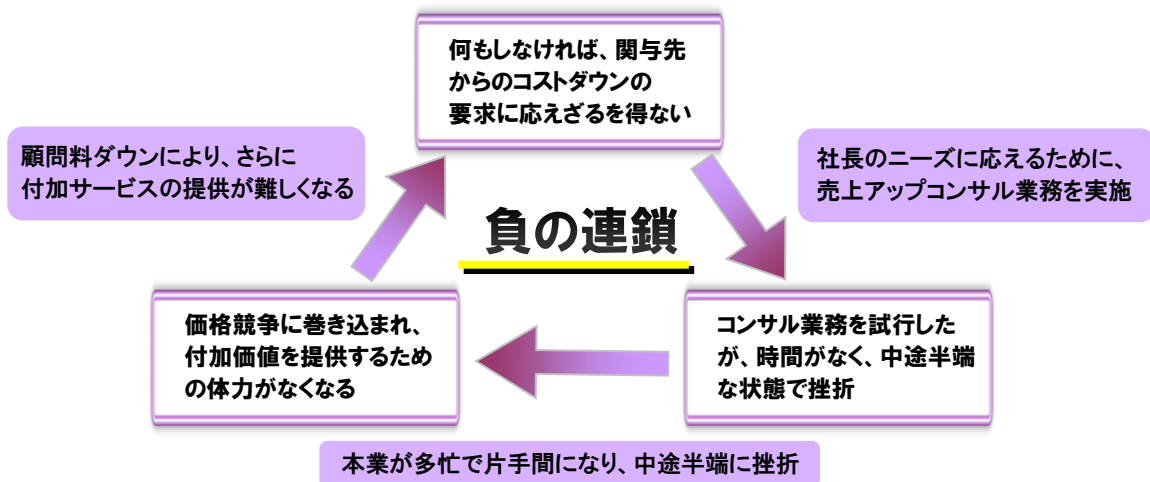 何もしなければ、関与先
からのコストダウンの
要求に応えざるを得ない
顧問料ダウンにより、さらに
付加サービスの提供が難しくなる
社長のニーズに応えるために、
売上アップコンサル業務を実施
負の連鎖
価格競争に巻き込まれ、
付加価値を提供するため
の体力がなくなる
コンサル業務を試行した
が、時間がなく、中途半端
な状態で挫折
本業が多忙で片手間になり、中途半端に挫折